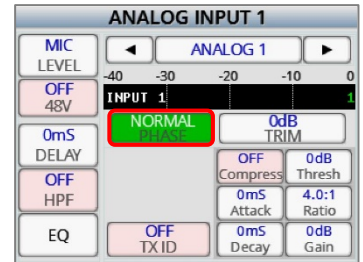 ANALOG INPUT 1
MIC
LEVEL
◄ ANALOG 1 ►
-40 -30 -20 -10 0
OFF
48V
INPUT 1 1
NORMAL
PHASE
0dB
TRIM
0mS
DELAY
OFF
Compress
0dB
Thresh
OFF
HPF
0mS
Attack
4.0:1
Ratio
EQ
OFF
TX ID
0mS
Decay
0dB
Gain